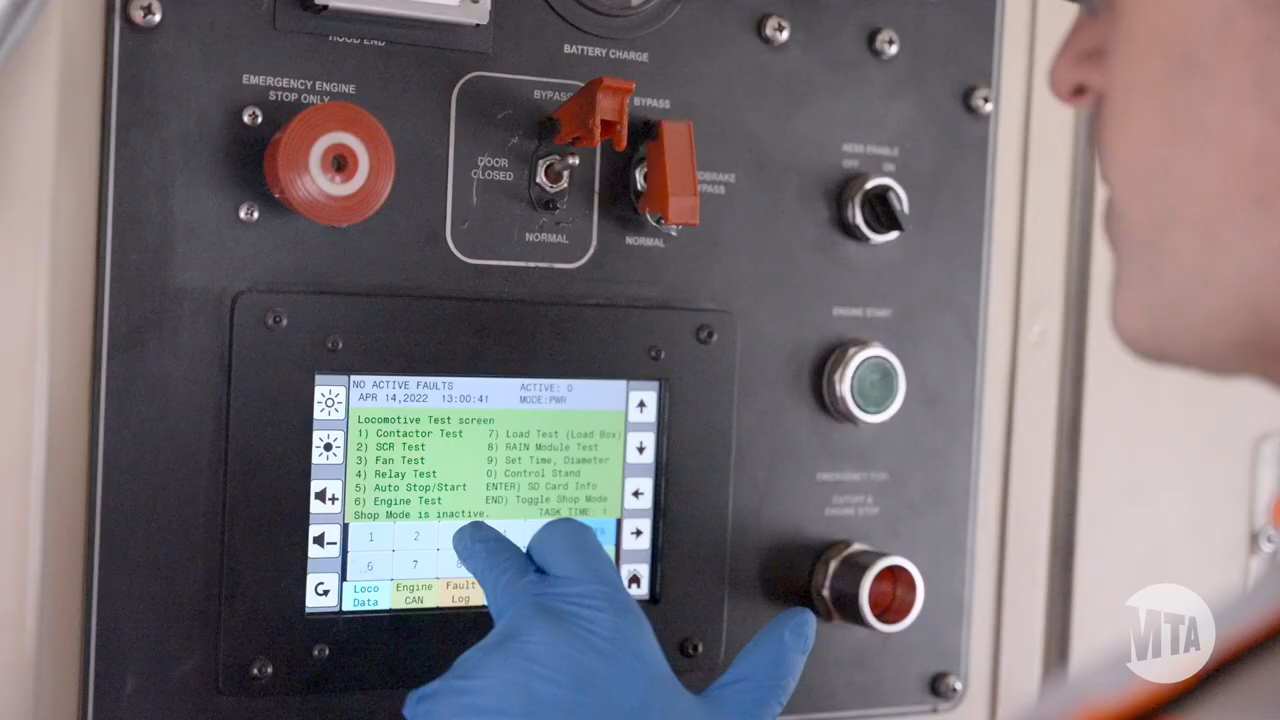 HOOD END
BATTERY CHARGE
EMERGENCY ENGINE
STOP ONLY
BYPASS
BYPASS
DOOR
CLOSED
NORMAL
NORMAL
AESS ENABLE
OFF ON
ENGINE START
CUTOFF &
ENGINE STOP
NO ACTIVE FAULTS ACTIVE: 0
APR 14,2022 13:00:41 MODE:PWR
Locomotive Test screen
1) Contactor Test 7) Load Test (Load Box)
2) SCR Test 8) RAIN Module Test
3) Fan Test 9) Set Time, Diameter
4) Relay Test 0) Control Stand
5) Auto Stop/Start ENTER) SD Card Info
6) Engine Test END) Toggle Shop Mode
Shop Mode is inactive. TASK TIME: 1
1 2
6 7
Loco
Data
Engine
CAN
Fault
Log
MTA